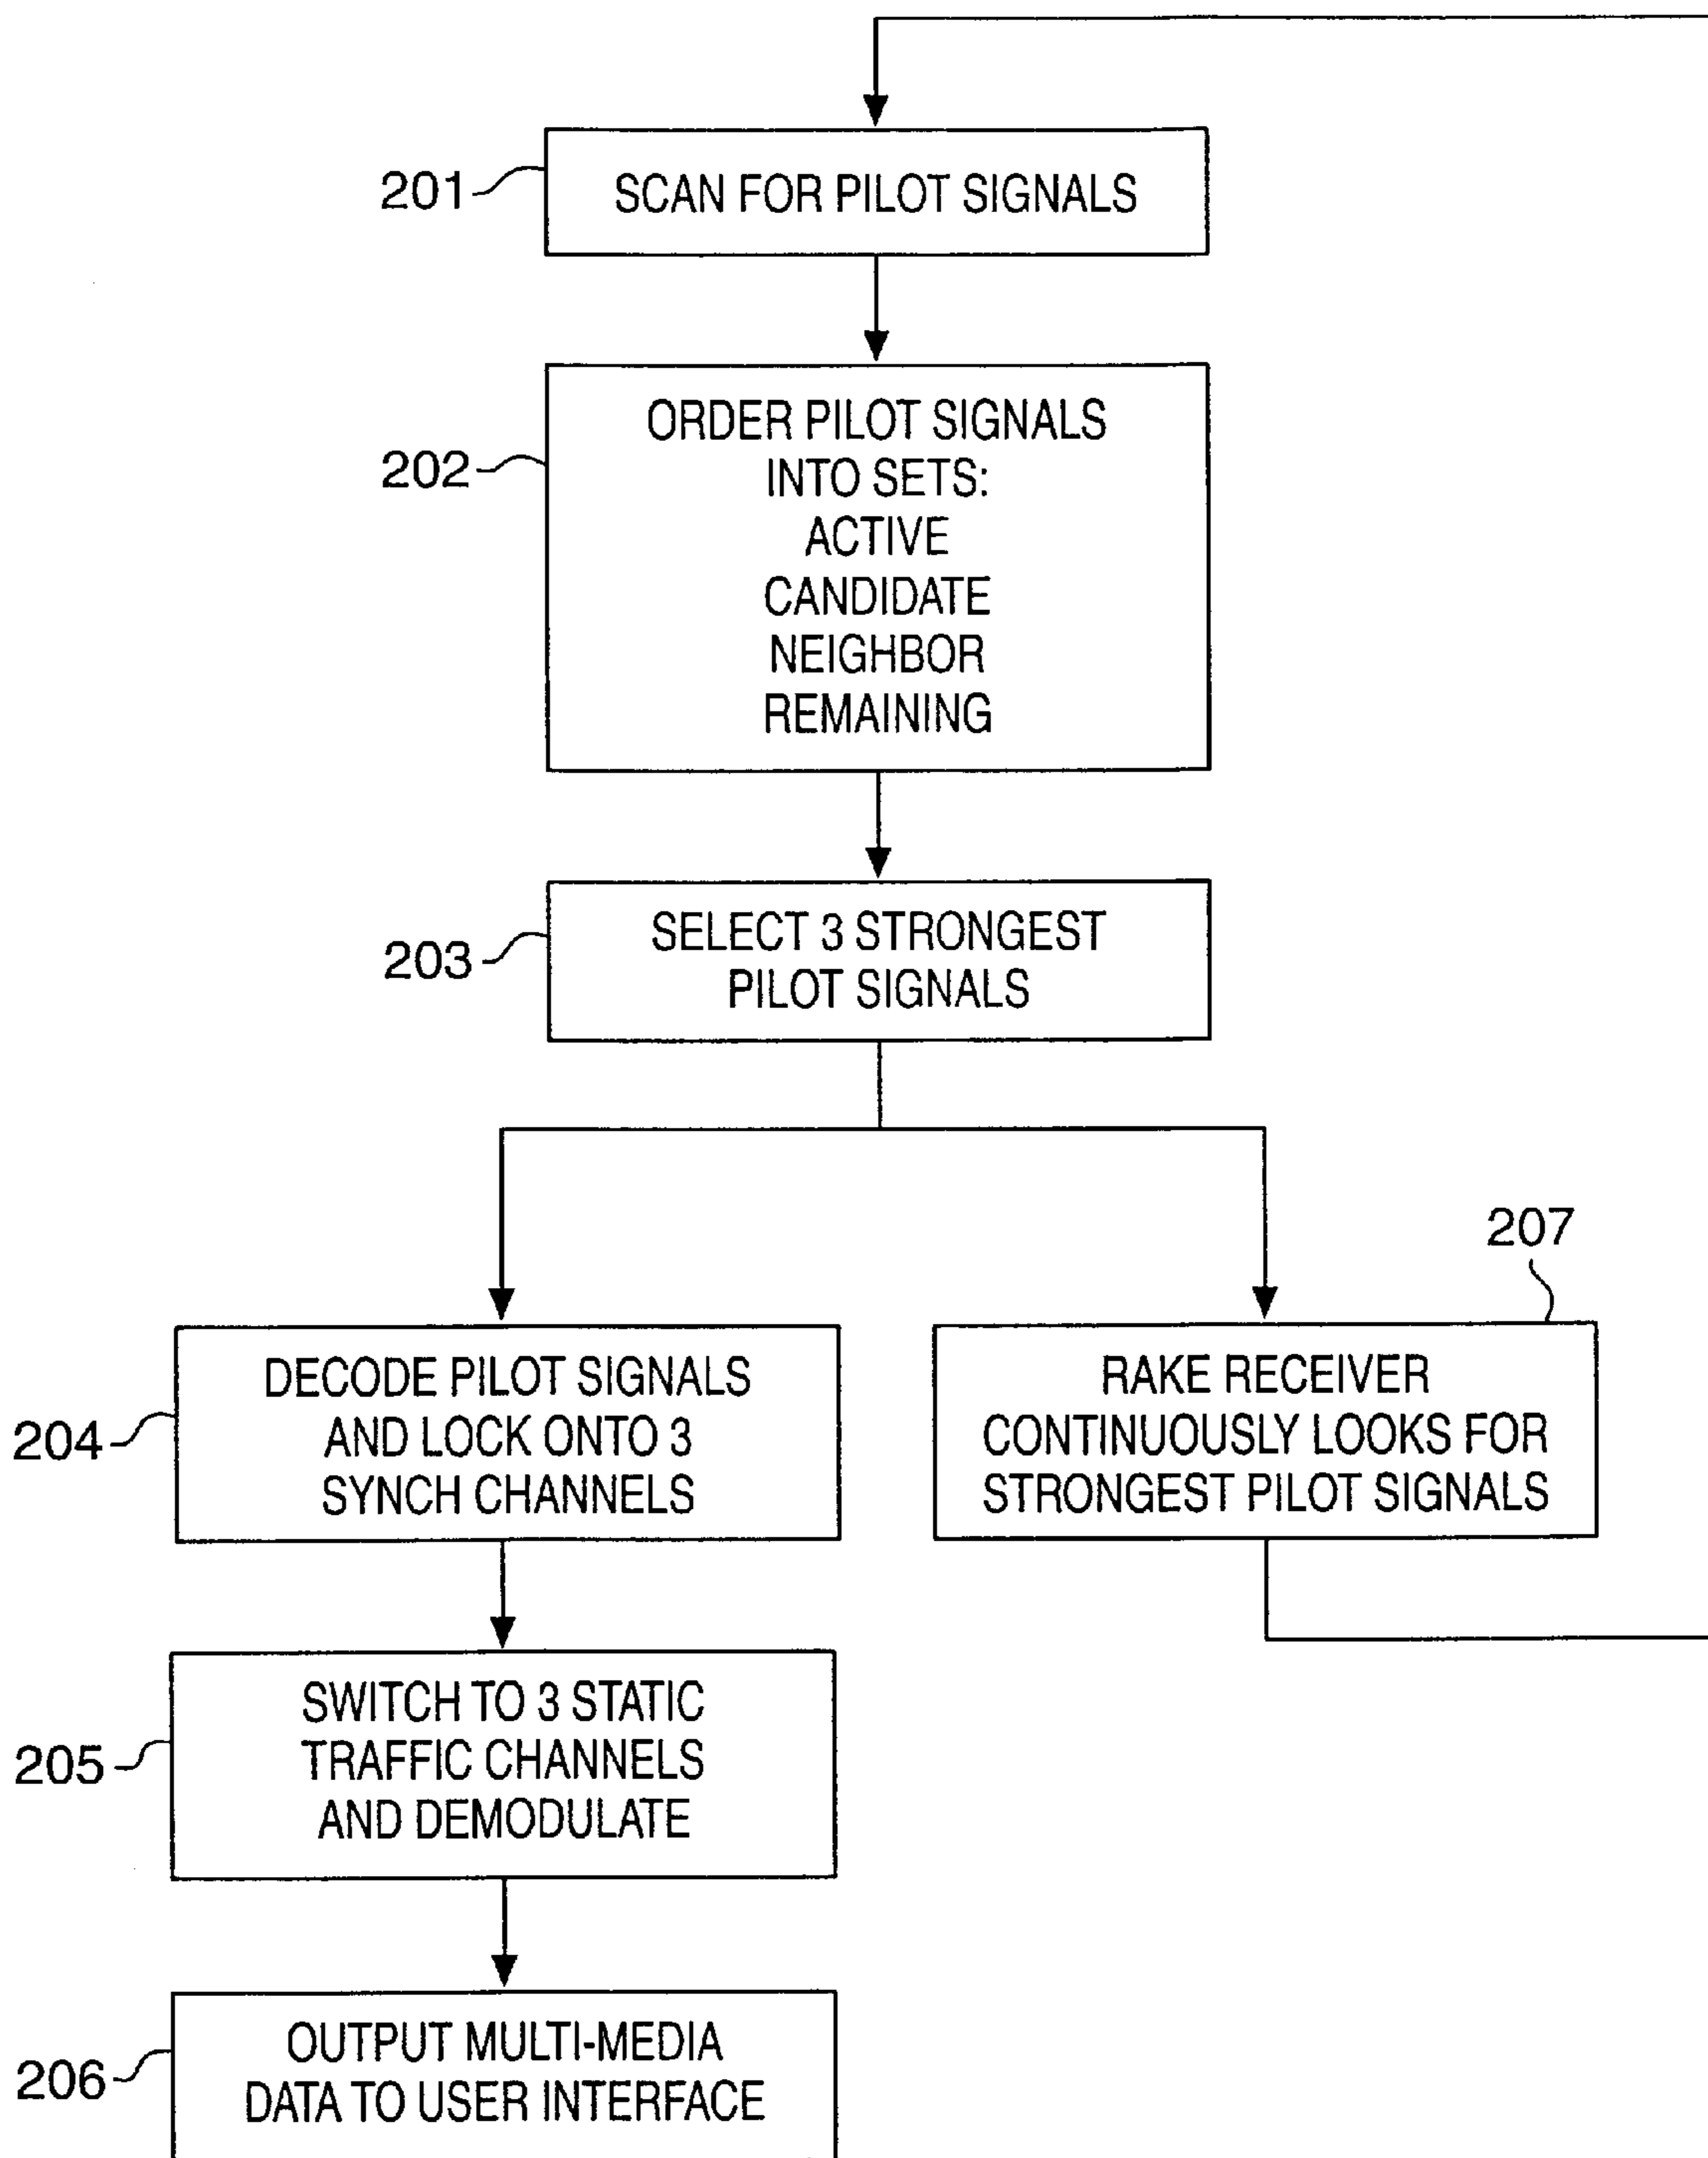 201
SCAN FOR PILOT SIGNALS
202
ORDER PILOT SIGNALS
INTO SETS:
ACTIVE
CANDIDATE
NEIGHBOR
REMAINING
203
SELECT 3 STRONGEST
PILOT SIGNALS
204
DECODE PILOT SIGNALS
AND LOCK ONTO 3
SYNCH CHANNELS
207
RAKE RECEIVER
CONTINUOUSLY LOOKS FOR
STRONGEST PILOT SIGNALS
205
SWITCH TO 3 STATIC
TRAFFIC CHANNELS
AND DEMODULATE
206
OUTPUT MULTI-MEDIA
DATA TO USER INTERFACE